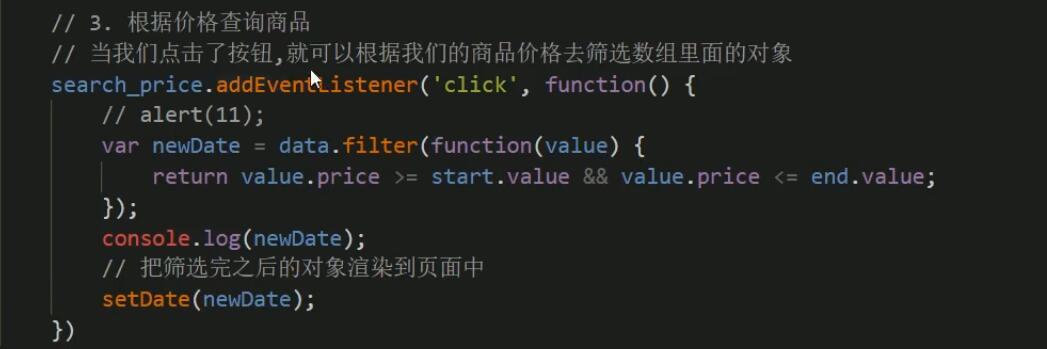 // 3. 根据价格查询商品
// 当我们点击了按钮,就可以根据我们的商品价格去筛选数组里面的对象
search_price.addEventListener('click', function() {
// alert(11);
var newDate = data.filter(function(value) {
return value.price >= start.value && value.price <= end.value;
});
console.log(newDate);
// 把筛选完之后的对象渲染到页面中
setDate(newDate);
})